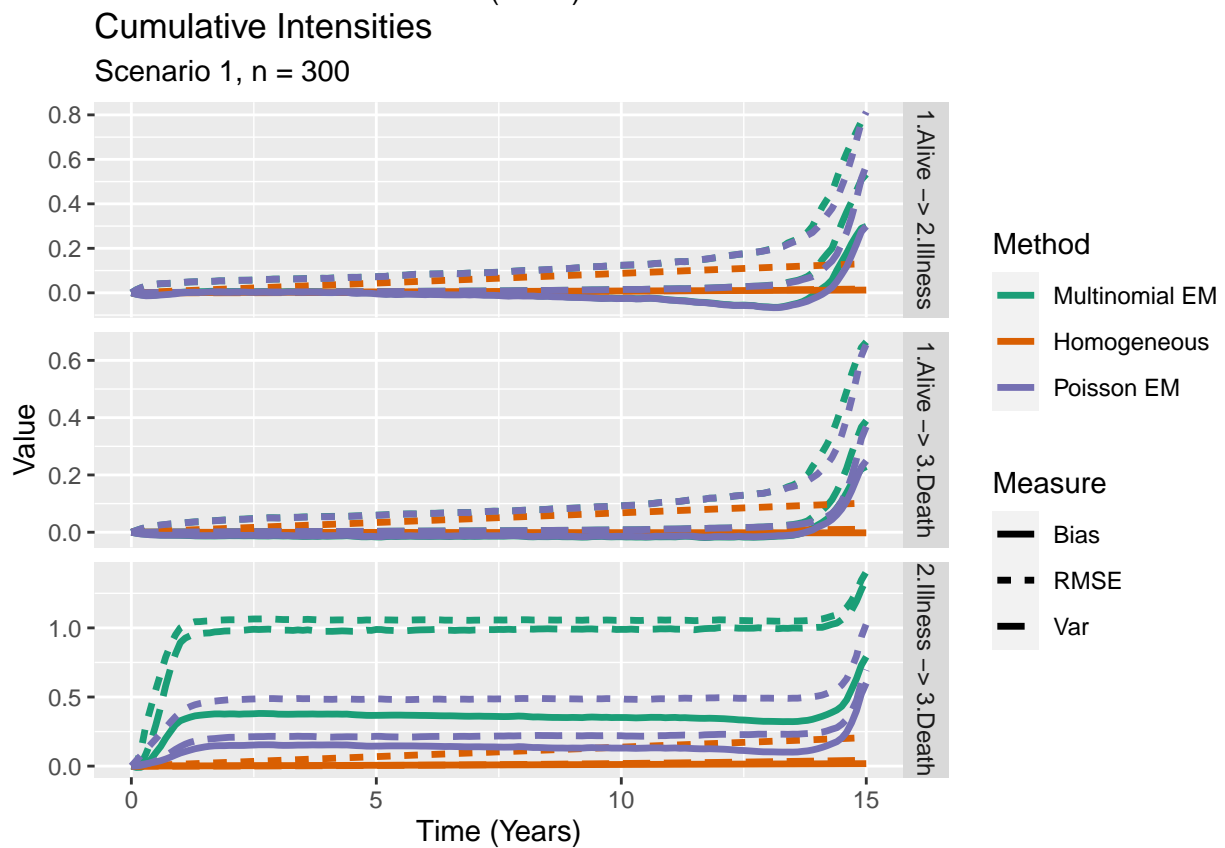 Cumulative Intensities
Scenario 1, n = 300
0.8
0.6
0.4
0.2
0.0
1.Alive −> 2.Illness
0.6
0.4
0.2
0.0
1.Alive −> 3.Death
1.0
0.5
0.0
2.Illness −> 3.Death
Value
0
5
10
15
Time (Years)
Method
Multinomial EM
Homogeneous
Poisson EM
Measure
Bias
RMSE
Var